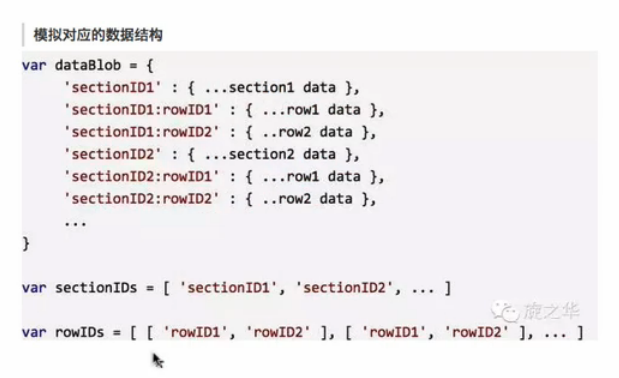 模拟对应的数据结构
var dataBlob = {
'sectionID1' : { ...section1 data },
'sectionID1:rowID1' : { ..row1 data },
'sectionID1:rowID2' : { ..row2 data },
'sectionID2' : { ...section2 data },
'sectionID2:rowID1' : { ..row1 data },
'sectionID2:rowID2' : { ..row2 data },
...
}
var sectionIDs = [ 'sectionID1', 'sectionID2', ... ]
旋之华
var rowIDs = [ [ 'rowID1', 'rowID2' ], [ 'rowID1', 'rowID2' ], ... ]